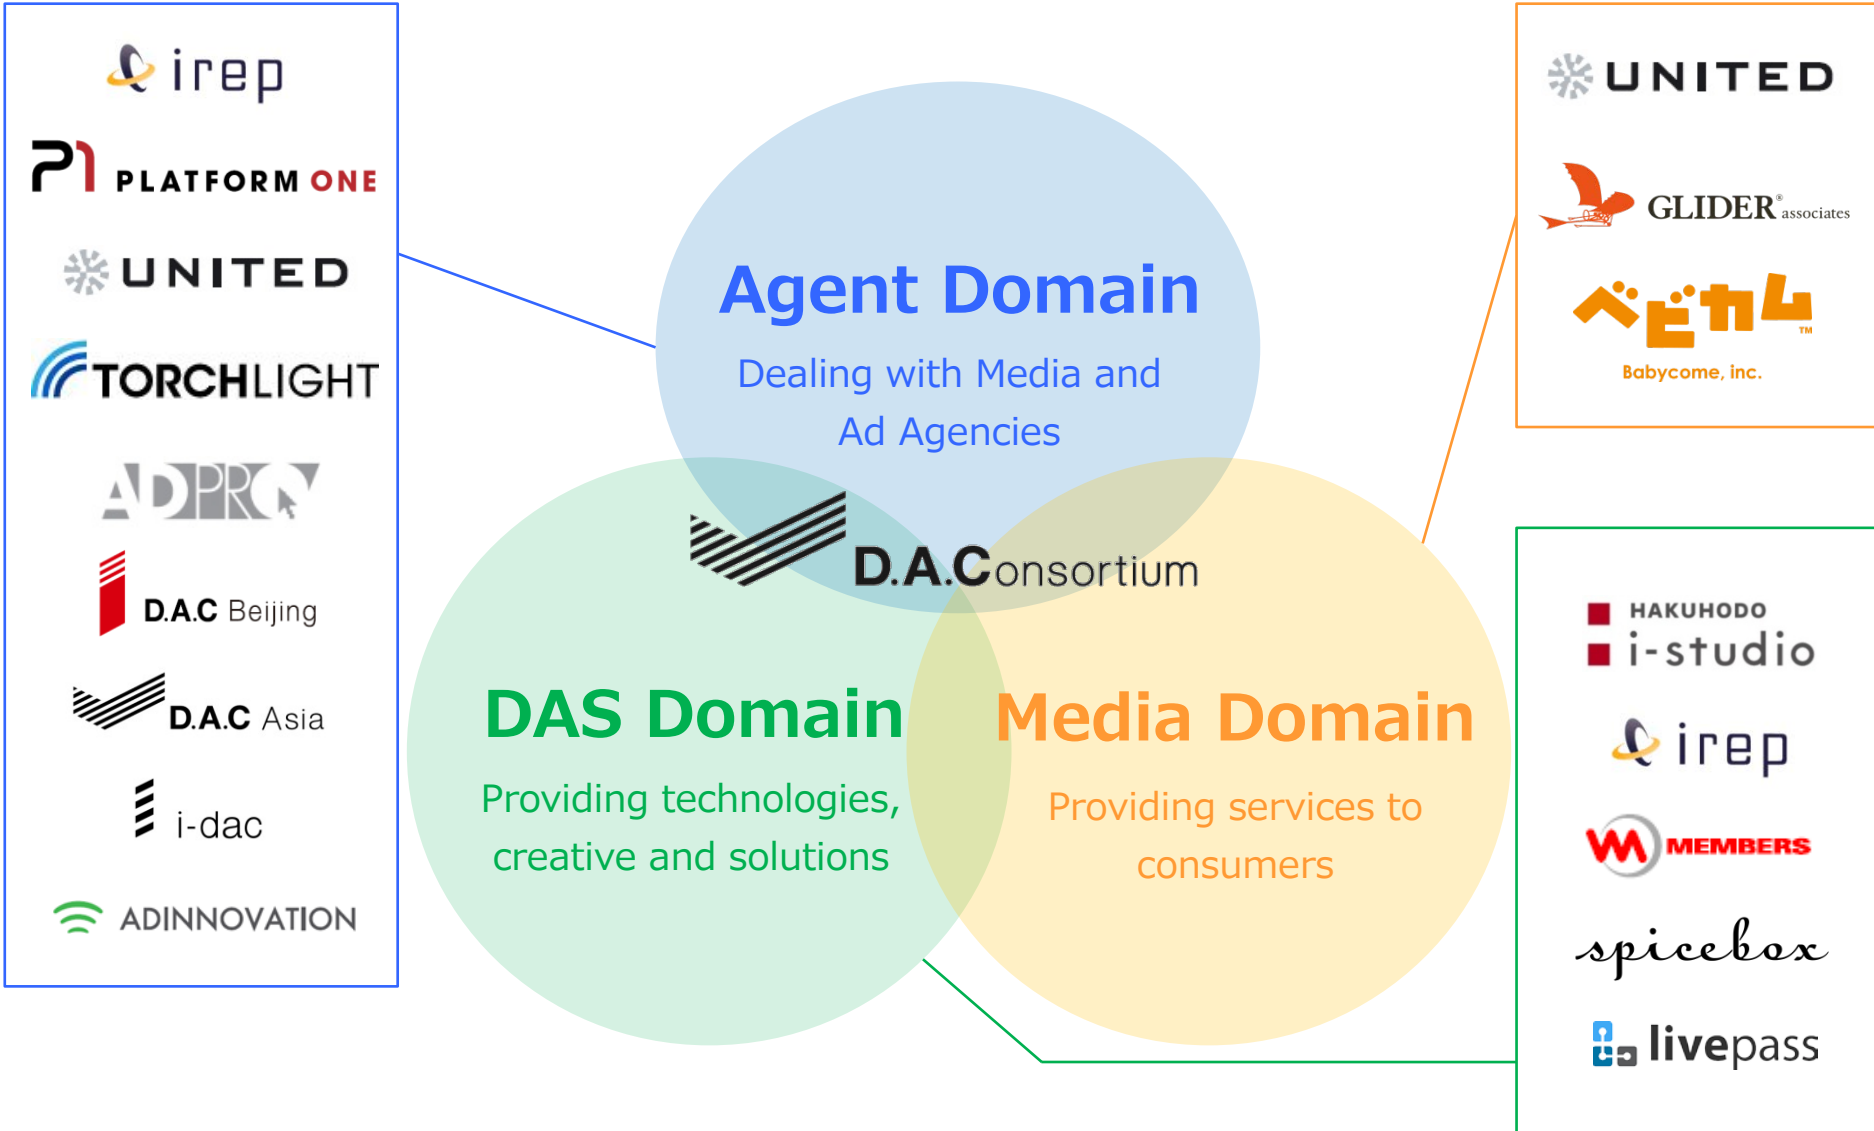 irep
P1 PLATFORM ONE
UNITED
TORCHLIGHT
ADPRO
D.A.C Beijing
D.A.C Asia
i-dac
ADINNOVATION
Agent Domain
Dealing with Media and
Ad Agencies
D.A.Consortium
DAS Domain
Providing technologies,
creative and solutions
Media Domain
Providing services to
consumers
UNITED
GLIDER® associates
ベビカム TM
Babycome, inc.
HAKUHODO
i-studio
irep
MEMBERS
spicebox
livepass